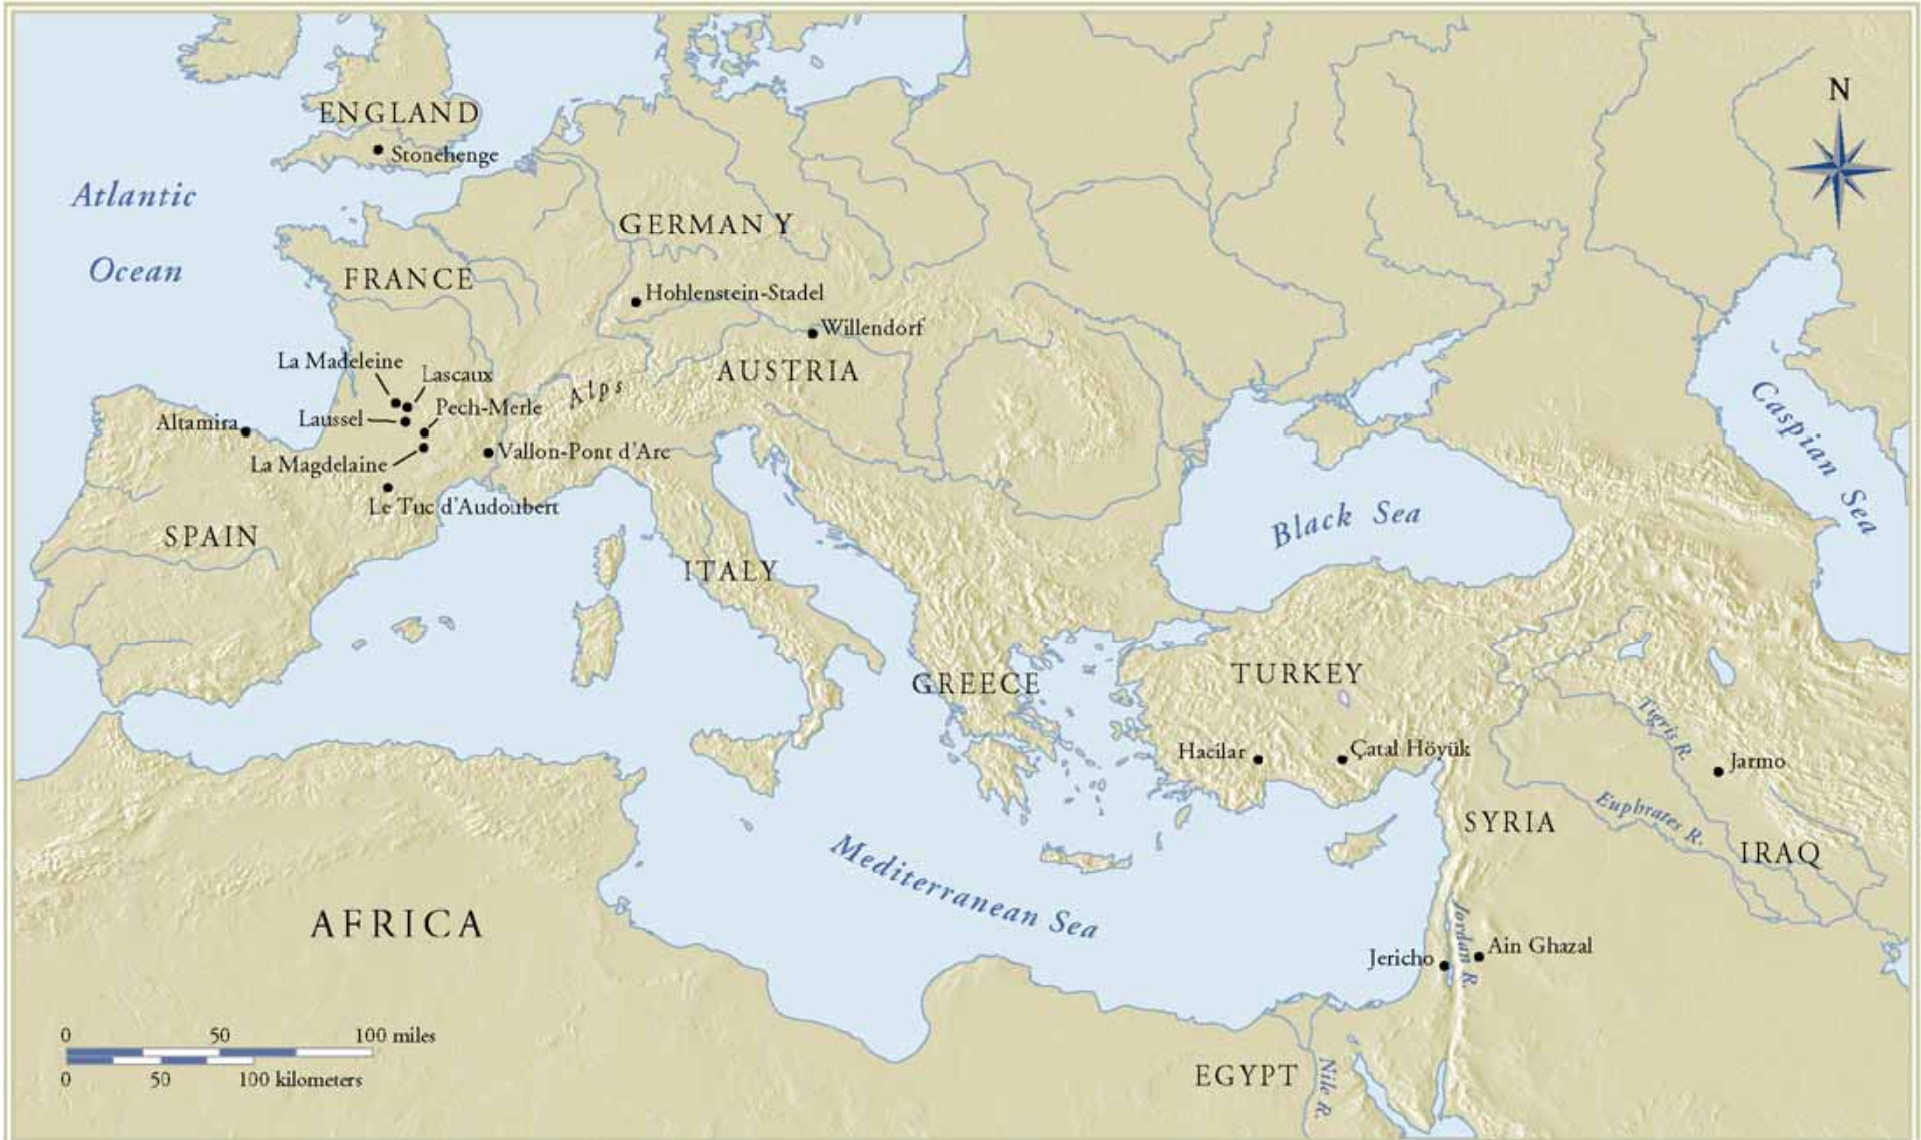 N
ENGLAND
Stonehenge
Atlantic
Ocean
GERMAN Y
FRANCE
Hohlenstein-Stadel
Willendorf
La Madeleine
Lascaux
AUSTRIA
Alps
Pech-Merle
Laussel
Altamira
Vallon-Pont d'Arc
La Magdelaine
Le Tuc d'Audoubert
SPAIN
Black Sea
Caspian Sea
ITALY
GREECE
TURKEY
Tigris R.
Hacilar
Çatal Höyük
Jarmo
Euphrates R.
SYRIA
IRAQ
Mediterranean Sea
AFRICA
Jordan R.
Jericho
Ain Ghazal
0 50 100 miles
0 50 100 kilometers
EGYPT
Nile R.